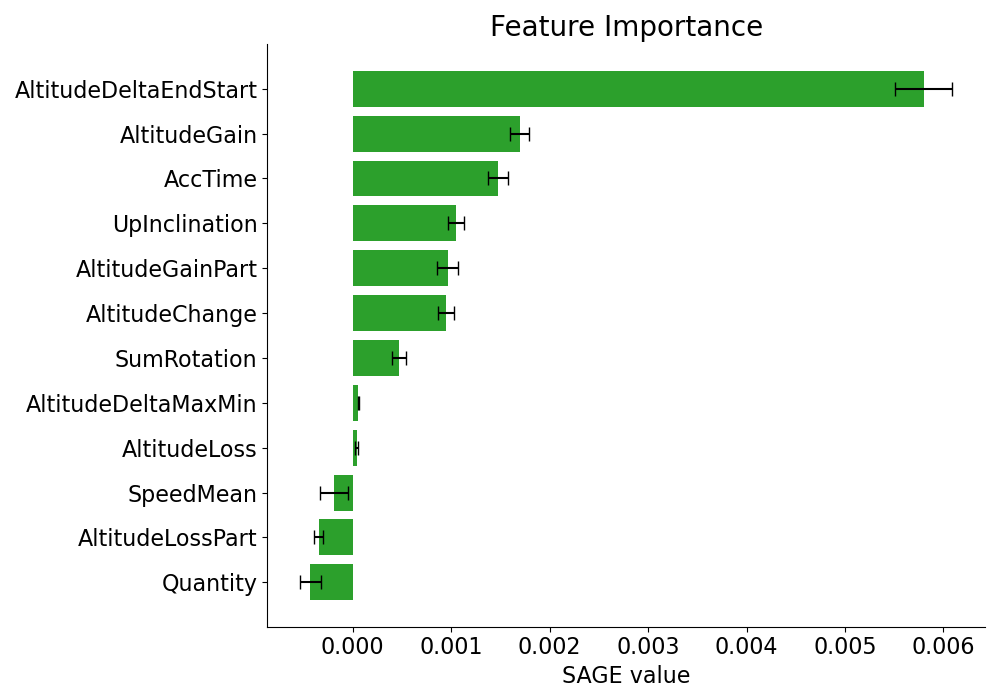 Feature Importance
AltitudeDeltaEndStart
AltitudeGain
AccTime
UpInclination
AltitudeGainPart
AltitudeChange
SumRotation
AltitudeDeltaMaxMin
AltitudeLoss
SpeedMean
AltitudeLossPart
Quantity
0.000 0.001 0.002 0.003 0.004 0.005 0.006
SAGE value